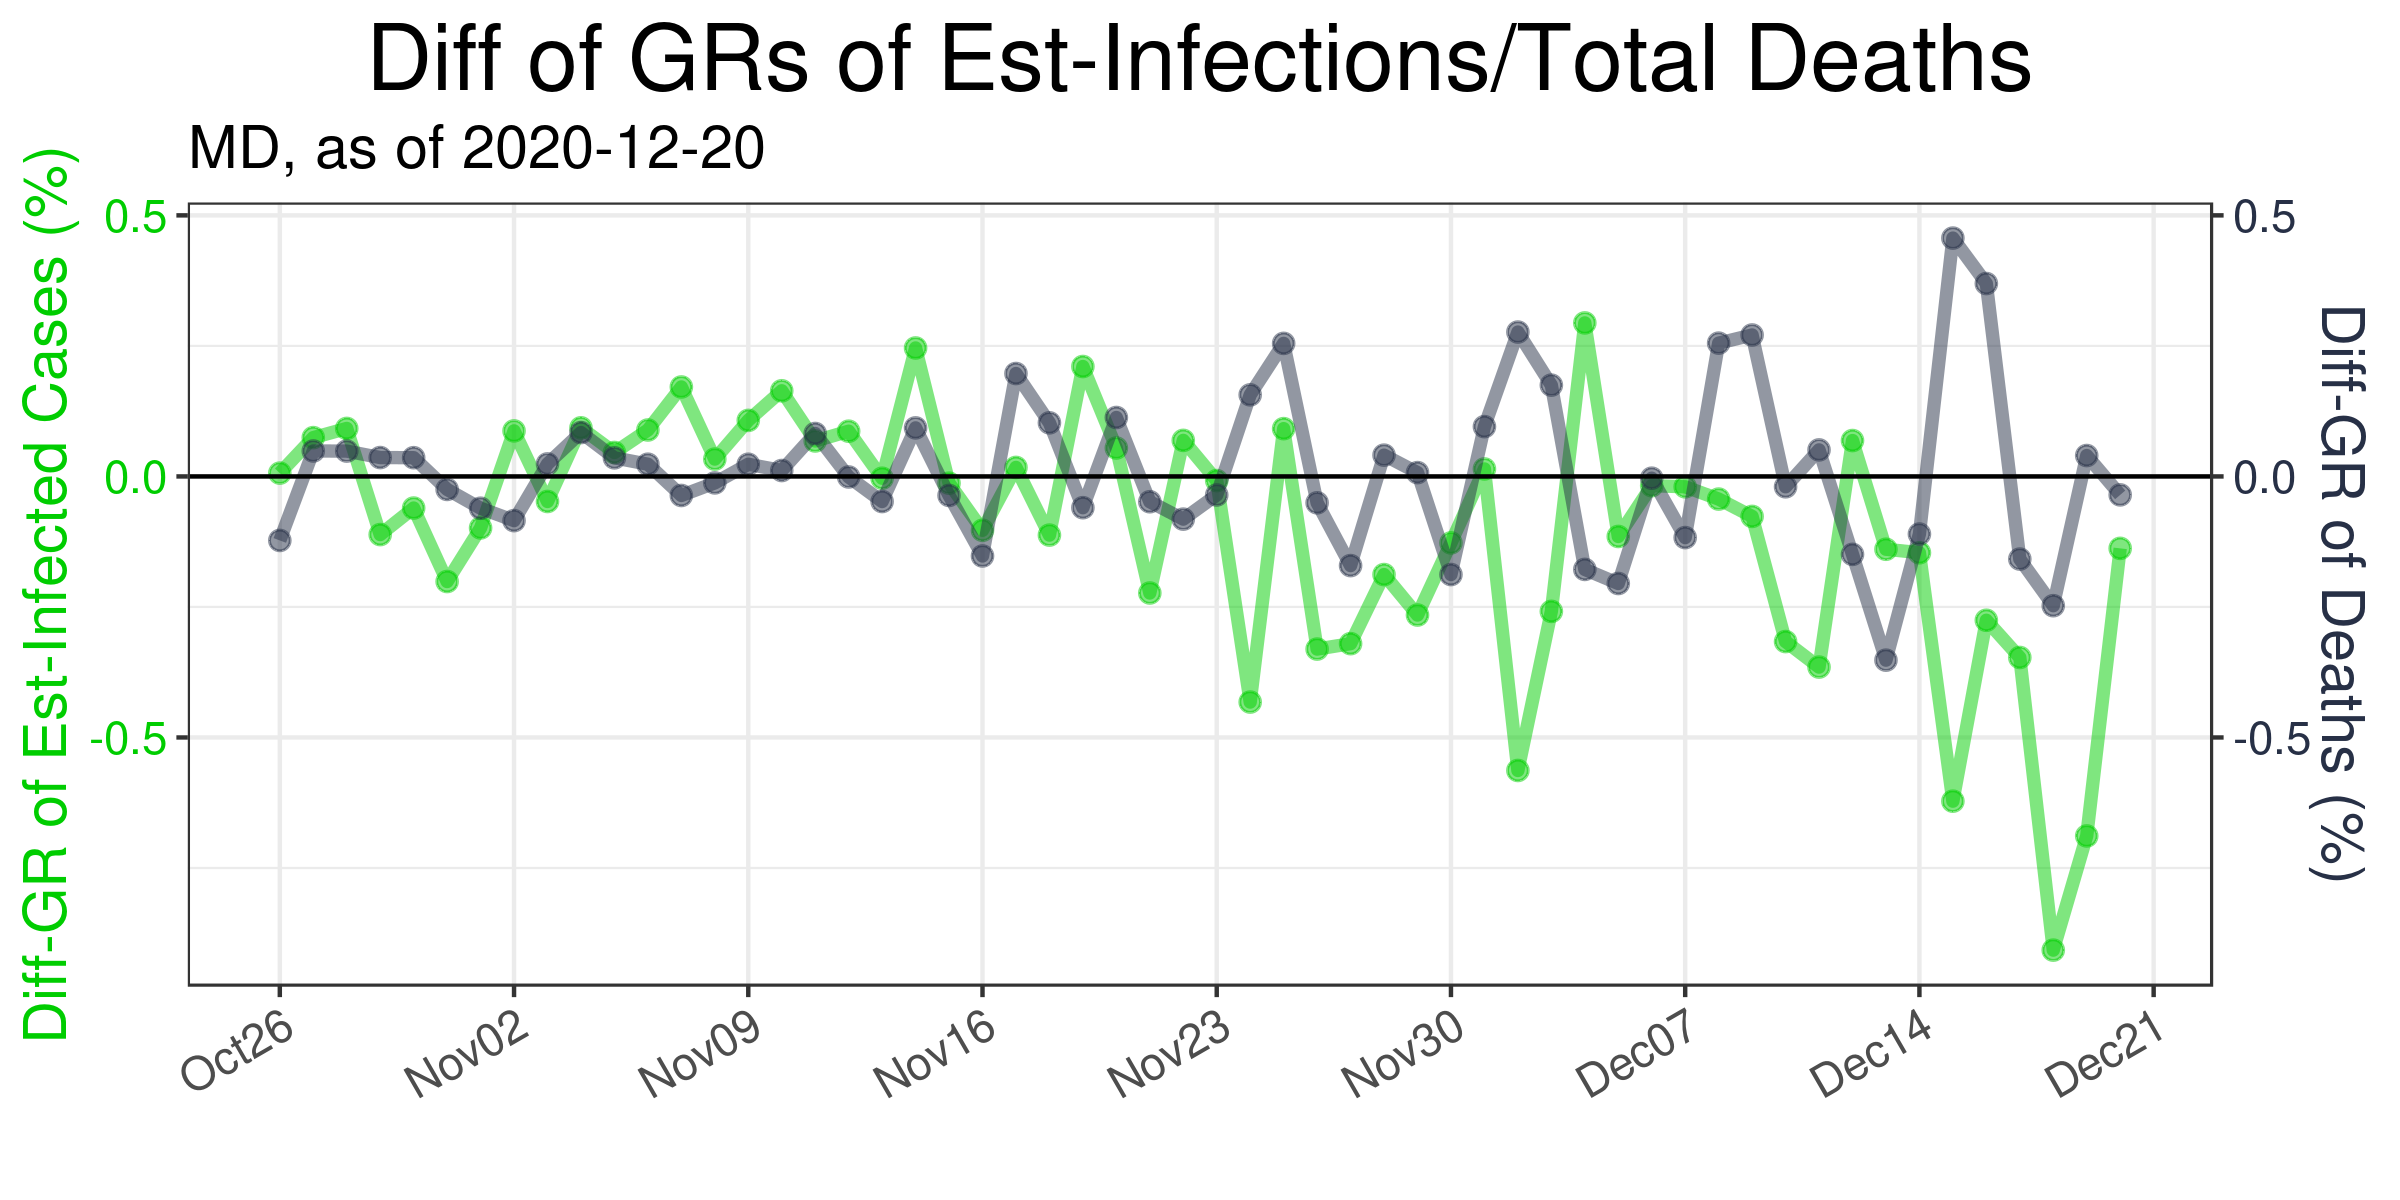 Diff of GRs of Est-Infections/Total Deaths
MD, as of 2020-12-20
Diff-GR of Est-Infected Cases (%)
0.5
0.0
-0.5
0.5
0.0
-0.5
Diff-GR of Deaths (%)
Oct26
Nov02
Nov09
Nov16
Nov23
Nov30
Dec07
Dec14
Dec21